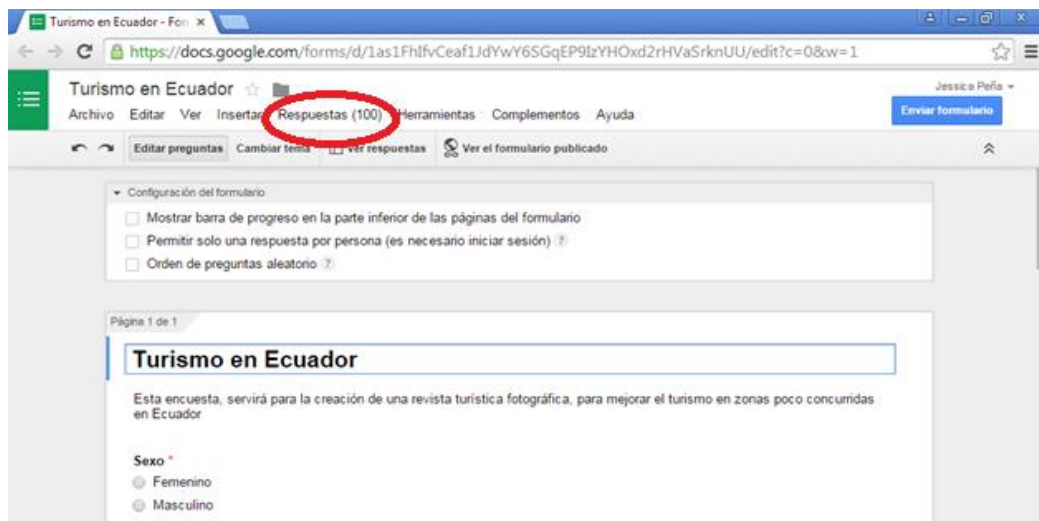 Turismo en Ecuador - For
https://docs.google.com/forms/d/1as1FhIfvCeaf1JdYwY6SGqEP9IzYHOxd2rHVaSrknUU/edit?c=0&w=1
Turismo en Ecuador
Jessica Peña
Archivo Editar Ver Insertar Respuestas (100) Herramientas Complementos Ayuda
Enviar formulario
Editar preguntas Cambiar tema Ver respuestas Ver el formulario publicado
Configuración del formulario
Mostrar barra de progreso en la parte inferior de las páginas del formulario
Permitir solo una respuesta por persona (es necesario iniciar sesión) ?
Orden de preguntas aleatorio ?
Página 1 de 1
Turismo en Ecuador
Esta encuesta, servirá para la creación de una revista turística fotográfica, para mejorar el turismo en zonas poco concurridas
en Ecuador
Sexo *
Femenino
Masculino